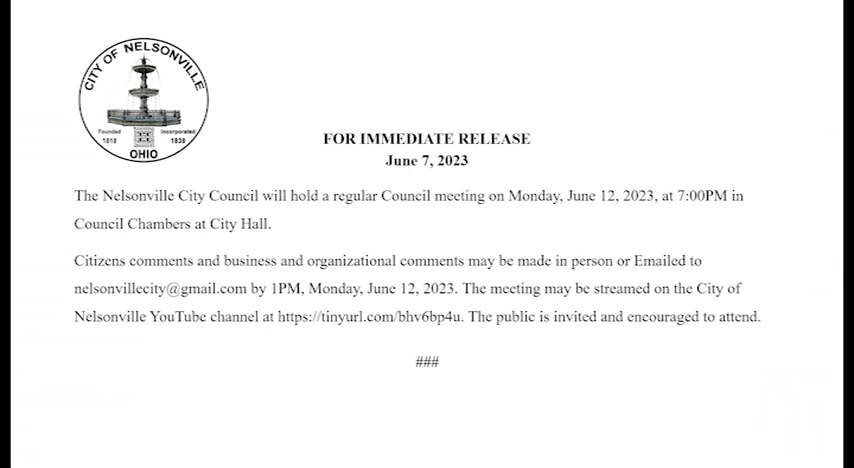 CITY OF NELSONVILLE
Founded
1818
Incorporated
1838
OHIO
FOR IMMEDIATE RELEASE
June 7, 2023
The Nelsonville City Council will hold a regular Council meeting on Monday, June 12, 2023, at 7:00PM in
Council Chambers at City Hall.
Citizens comments and business and organizational comments may be made in person or Emailed to
nelsonvillecity@gmail.com by 1PM, Monday, June 12, 2023. The meeting may be streamed on the City of
Nelsonville YouTube channel at https://tinyurl.com/bhv6bp4u. The public is invited and encouraged to attend.
###